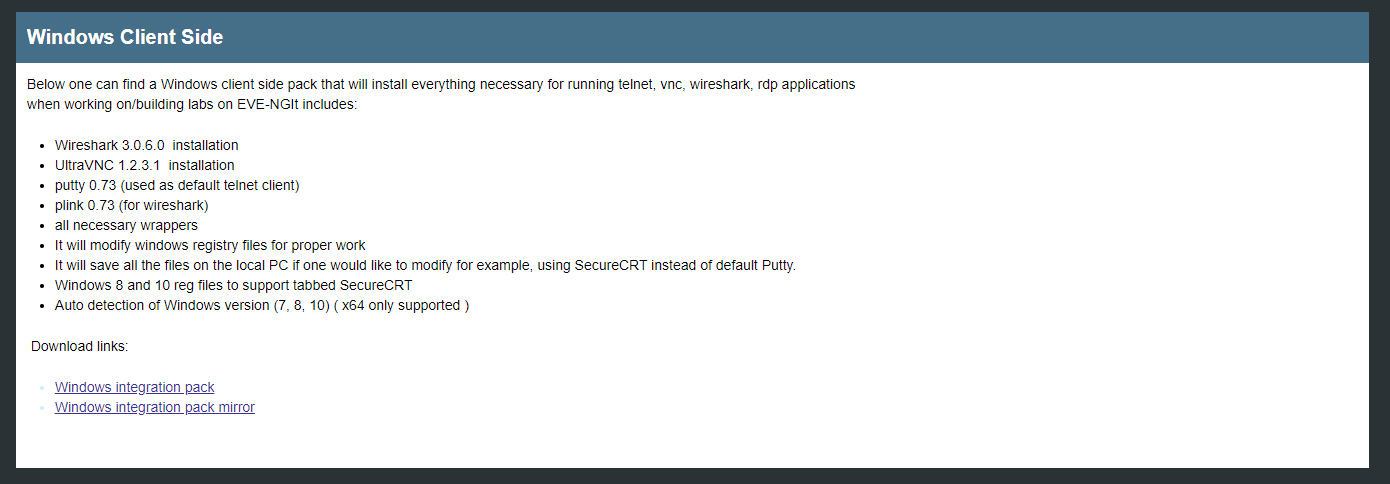 Windows Client Side
Below one can find a Windows client side pack that will install everything necessary for running telnet, vnc, wireshark, rdp applications
when working on/building labs on EVE-NGIt includes:
Wireshark 3.0.6.0  installation
UltraVNC 1.2.3.1  installation
putty 0.73 (used as default telnet client)
plink 0.73 (for wireshark)
all necessary wrappers
It will modify windows registry files for proper work
It will save all the files on the local PC if one would like to modify for example, using SecureCRT instead of default Putty.
Windows 8 and 10 reg files to support tabbed SecureCRT
Auto detection of Windows version (7, 8, 10) ( x64 only supported )
Download links:
Windows integration pack
Windows integration pack mirror